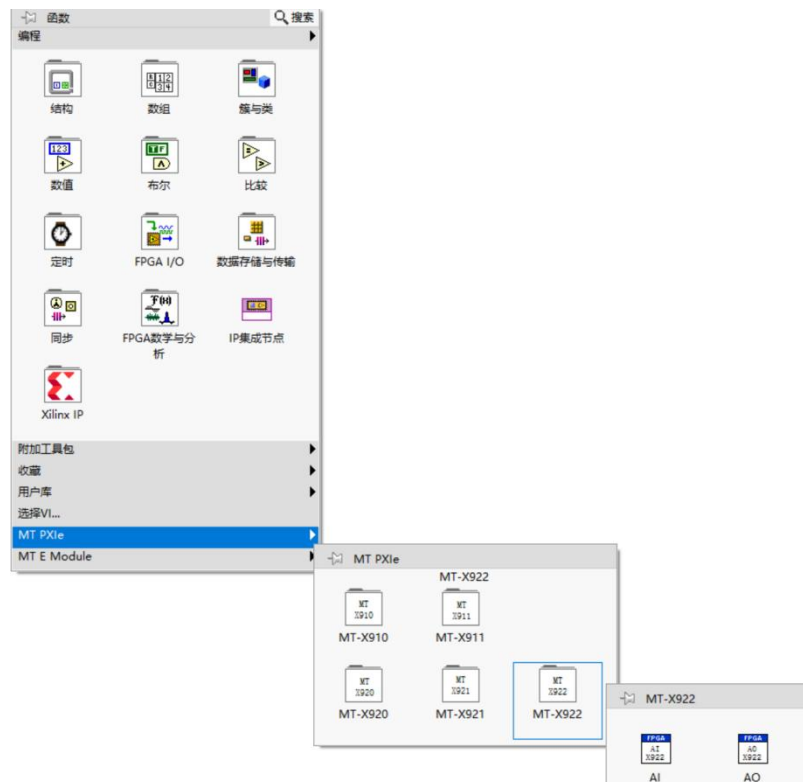 函数 搜索
编程
结构 数组 簇与类
123
TF
数值 布尔 比较
定时 FPGA I/O 数据存储与传输
F(x)
同步 FPGA数学与分析 IP集成节点
Xilinx IP
附加工具包
收藏
用户库
选择VI...
MT PXIe
MT E Module
MT PXIe
MT-X922
MT X910 MT X911
MT-X910 MT-X911
MT X920 MT X921 MT X922
MT-X920 MT-X921 MT-X922
MT-X922
FPGA AI X922 FPGA AO X922
AI AO